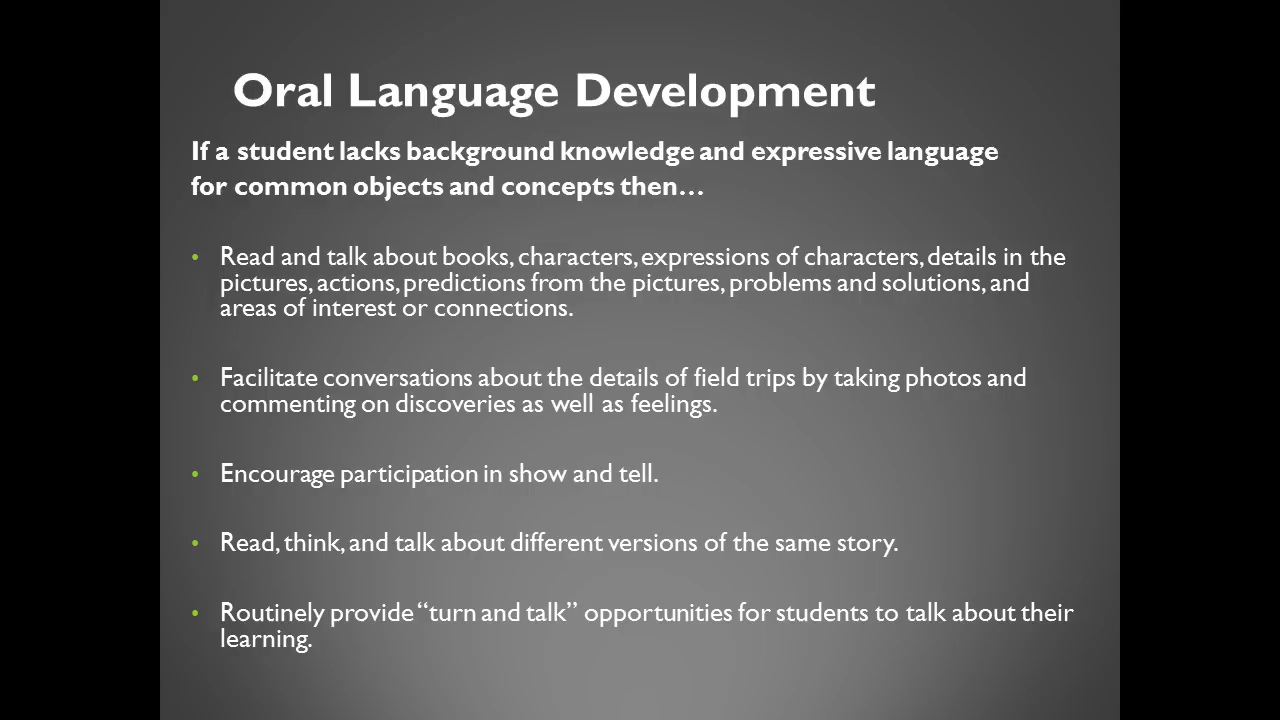 Oral Language Development
If a student lacks background knowledge and expressive language
for common objects and concepts then…
• Read and talk about books, characters, expressions of characters, details in the
pictures, actions, predictions from the pictures, problems and solutions, and
areas of interest or connections.
• Facilitate conversations about the details of field trips by taking photos and
commenting on discoveries as well as feelings.
• Encourage participation in show and tell.
• Read, think, and talk about different versions of the same story.
• Routinely provide “turn and talk” opportunities for students to talk about their
learning.